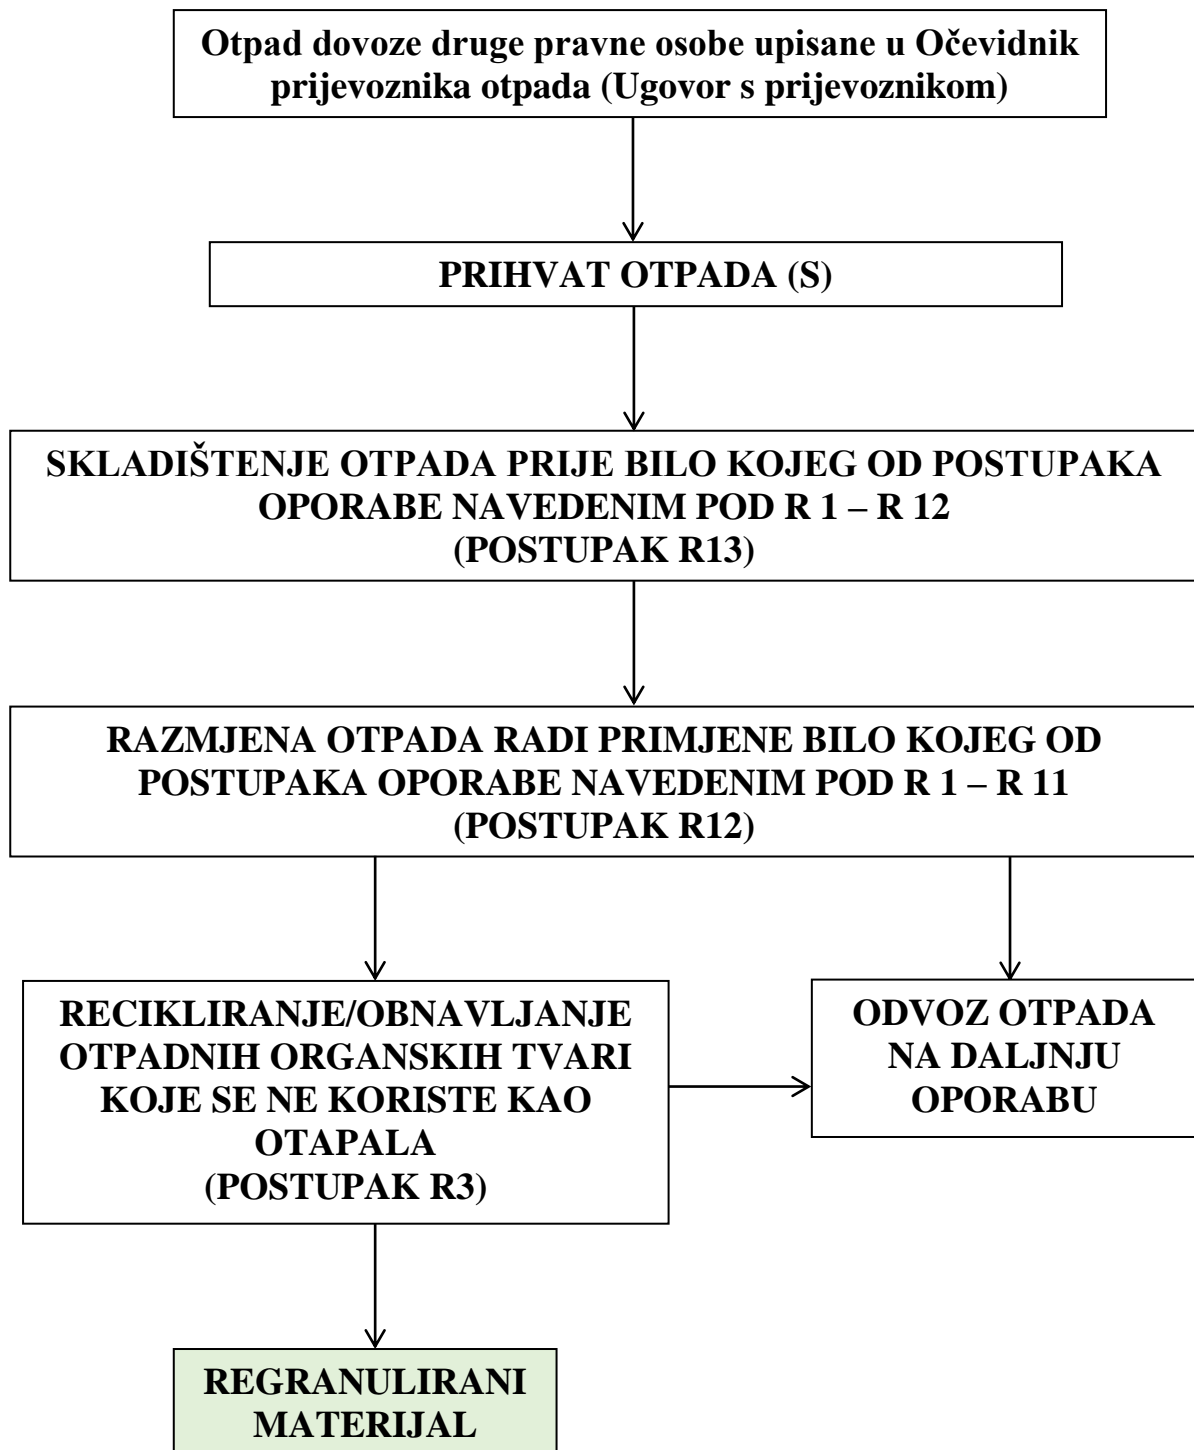 Otpad dovoze druge pravne osobe upisane u Očevidnik
prijevoznika otpada (Ugovor s prijevoznikom)
PRIHVAT OTPADA (S)
SKLADIŠTENJE OTPADA PRIJE BILO KOJEG OD POSTUPAKA
OPORABE NAVEDENIM POD R 1 – R 12
(POSTUPAK R13)
RAZMJENA OTPADA RADI PRIMJENE BILO KOJEG OD
POSTUPAKA OPORABE NAVEDENIM POD R 1 – R 11
(POSTUPAK R12)
RECIKLIRANJE/OBNAVLJANJE
OTPADNIH ORGANSKIH TVARI
KOJE SE NE KORISTE KAO
OTAPALA
(POSTUPAK R3)
ODVOZ OTPADA
NA DALJNJU
OPORABU
REGRANULIRANI
MATERIJAL